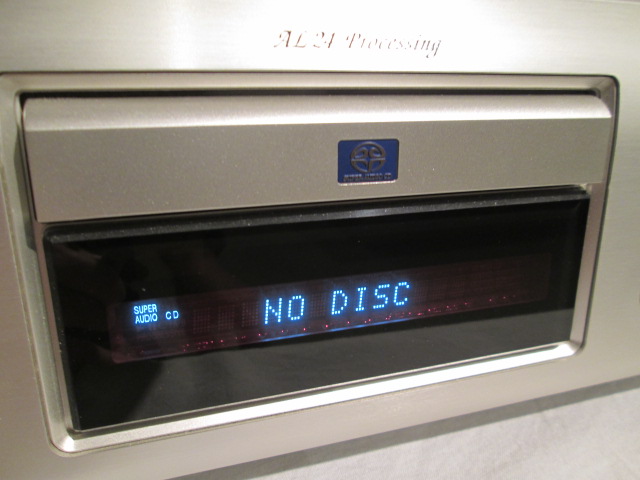 AL24 Processing
SUPER
AUDIO CD
NO DISC